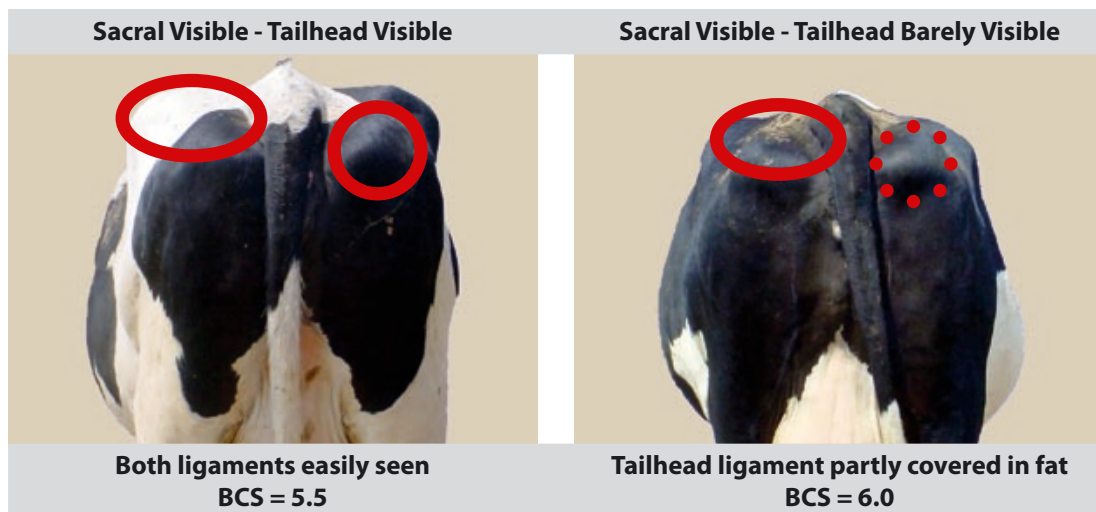 Sacral Visible - Tailhead Visible
Sacral Visible - Tailhead Barely Visible
Both ligaments easily seen
BCS = 5.5
Tailhead ligament partly covered in fat
BCS = 6.0